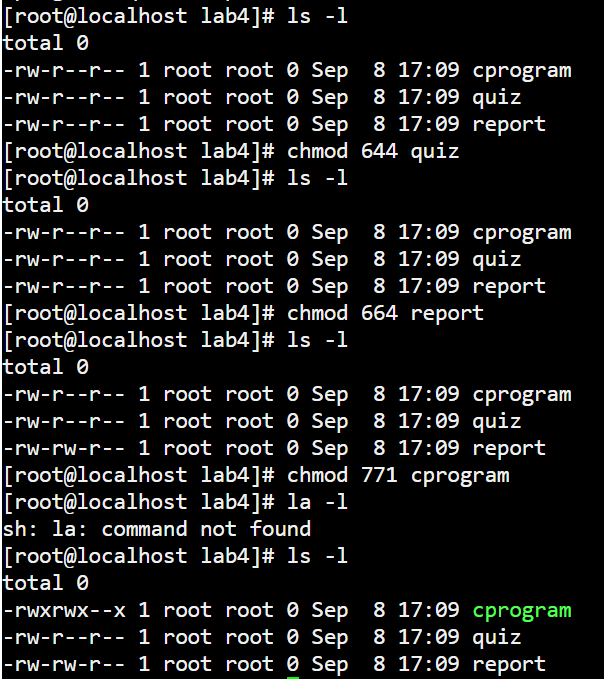 [root@localhost lab4]# ls -l
total 0
-rw-r--r-- 1 root root 0 Sep  8 17:09 cprogram
-rw-r--r-- 1 root root 0 Sep  8 17:09 quiz
-rw-r--r-- 1 root root 0 Sep  8 17:09 report
[root@localhost lab4]# chmod 644 quiz
[root@localhost lab4]# ls -l
total 0
-rw-r--r-- 1 root root 0 Sep  8 17:09 cprogram
-rw-r--r-- 1 root root 0 Sep  8 17:09 quiz
-rw-r--r-- 1 root root 0 Sep  8 17:09 report
[root@localhost lab4]# chmod 664 report
[root@localhost lab4]# ls -l
total 0
-rw-r--r-- 1 root root 0 Sep  8 17:09 cprogram
-rw-r--r-- 1 root root 0 Sep  8 17:09 quiz
-rw-rw-r-- 1 root root 0 Sep  8 17:09 report
[root@localhost lab4]# chmod 771 cprogram
[root@localhost lab4]# la -l
sh: la: command not found
[root@localhost lab4]# ls -l
total 0
-rwxrwx--x 1 root root 0 Sep  8 17:09 cprogram
-rw-r--r-- 1 root root 0 Sep  8 17:09 quiz
-rw-rw-r-- 1 root root 0 Sep  8 17:09 report